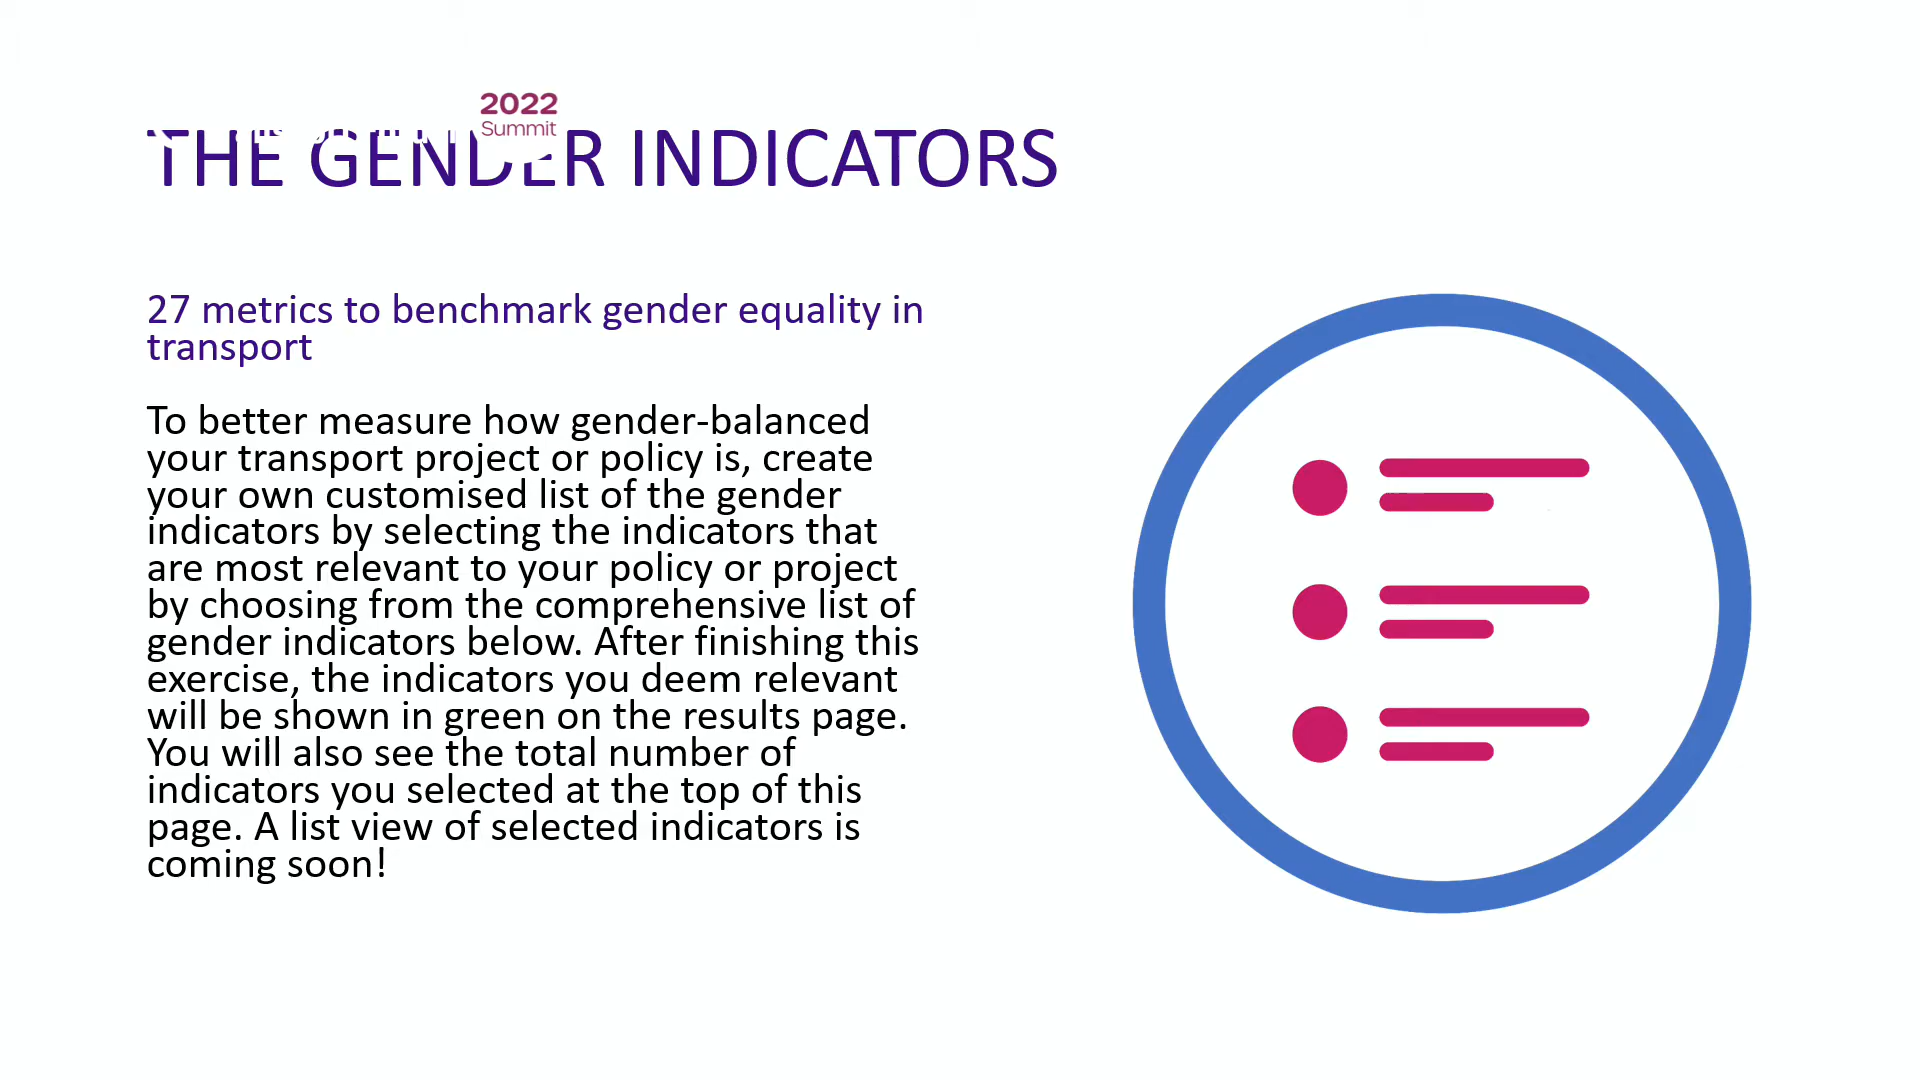 2022
Summit
THE GENDER INDICATORS
27 metrics to benchmark gender equality in
transport
To better measure how gender-balanced
your transport project or policy is, create
your own customised list of the gender
indicators by selecting the indicators that
are most relevant to your policy or project
by choosing from the comprehensive list of
gender indicators below. After finishing this
exercise, the indicators you deem relevant
will be shown in green on the results page.
You will also see the total number of
indicators you selected at the top of this
page. A list view of selected indicators is
coming soon!